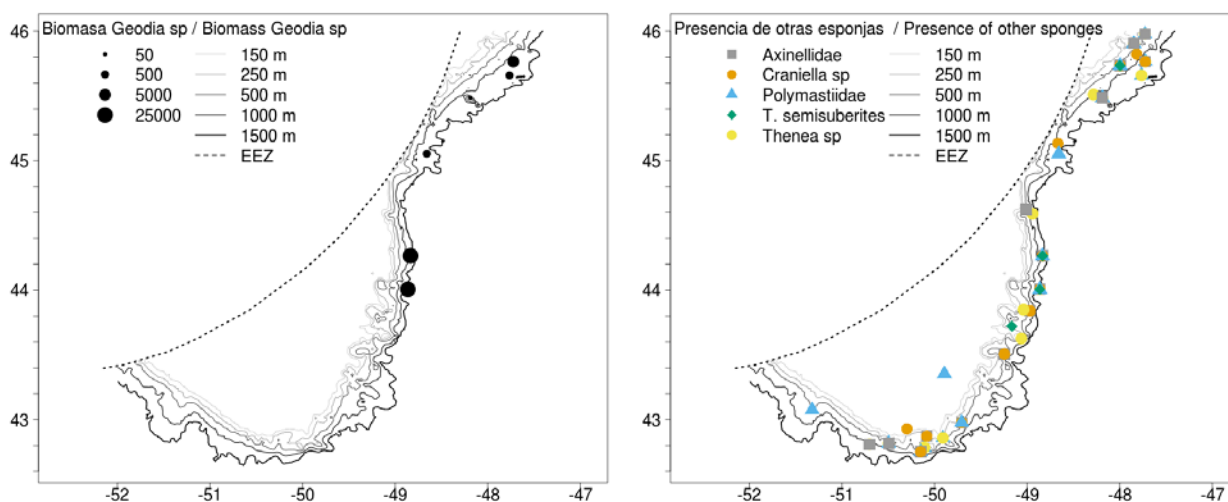 Biomasa Geodia sp / Biomass Geodia sp
50
500
5000
25000
150 m
250 m
500 m
1000 m
1500 m
EEZ
46
45
44
43
-52
-51
-50
-49
-48
-47
Presencia de otras esponjas / Presence of other sponges
Axinellidae
Craniella sp
Polymastiidae
T. semisuberites
Thenea sp
150 m
250 m
500 m
1000 m
1500 m
EEZ
46
45
44
43
-52
-51
-50
-49
-48
-47